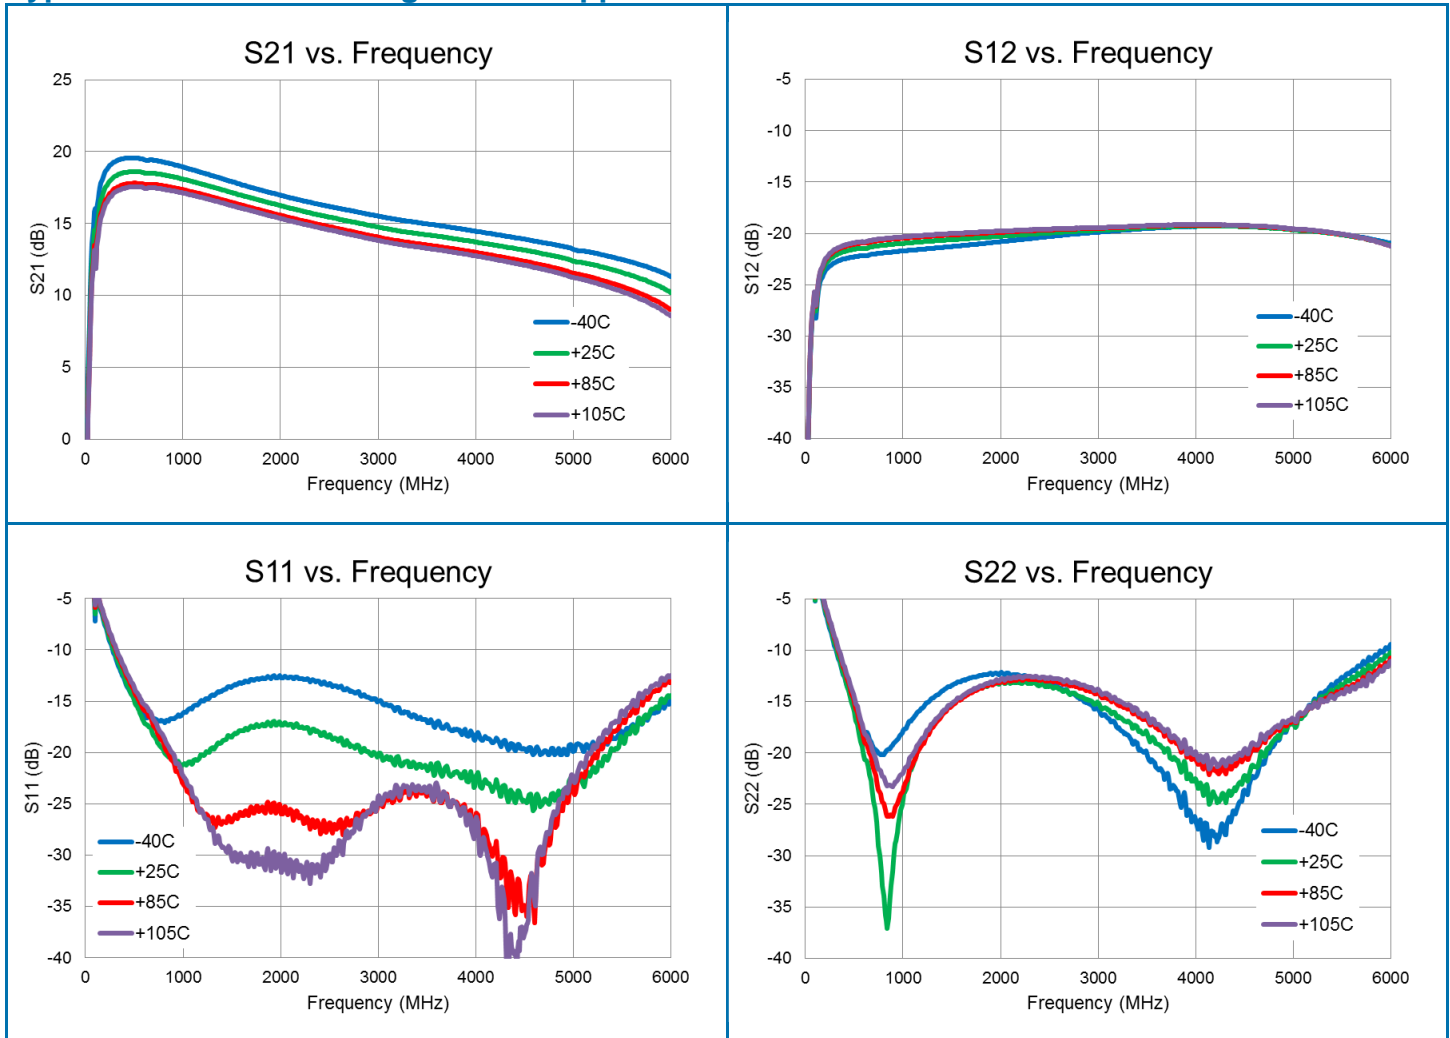 S21 vs. Frequency
25
20
15
10
5
0
S21 (dB)
0 1000 2000 3000 4000 5000 6000
Frequency (MHz)
-40C
+25C
+85C
+105C
S12 vs. Frequency
-5
-10
-15
-20
-25
-30
-35
-40
S12 (dB)
0 1000 2000 3000 4000 5000 6000
Frequency (MHz)
-40C
+25C
+85C
+105C
S11 vs. Frequency
-5
-10
-15
-20
-25
-30
-35
-40
S11 (dB)
0 1000 2000 3000 4000 5000 6000
Frequency (MHz)
-40C
+25C
+85C
+105C
S22 vs. Frequency
-5
-10
-15
-20
-25
-30
-35
-40
S22 (dB)
0 1000 2000 3000 4000 5000 6000
Frequency (MHz)
-40C
+25C
+85C
+105C